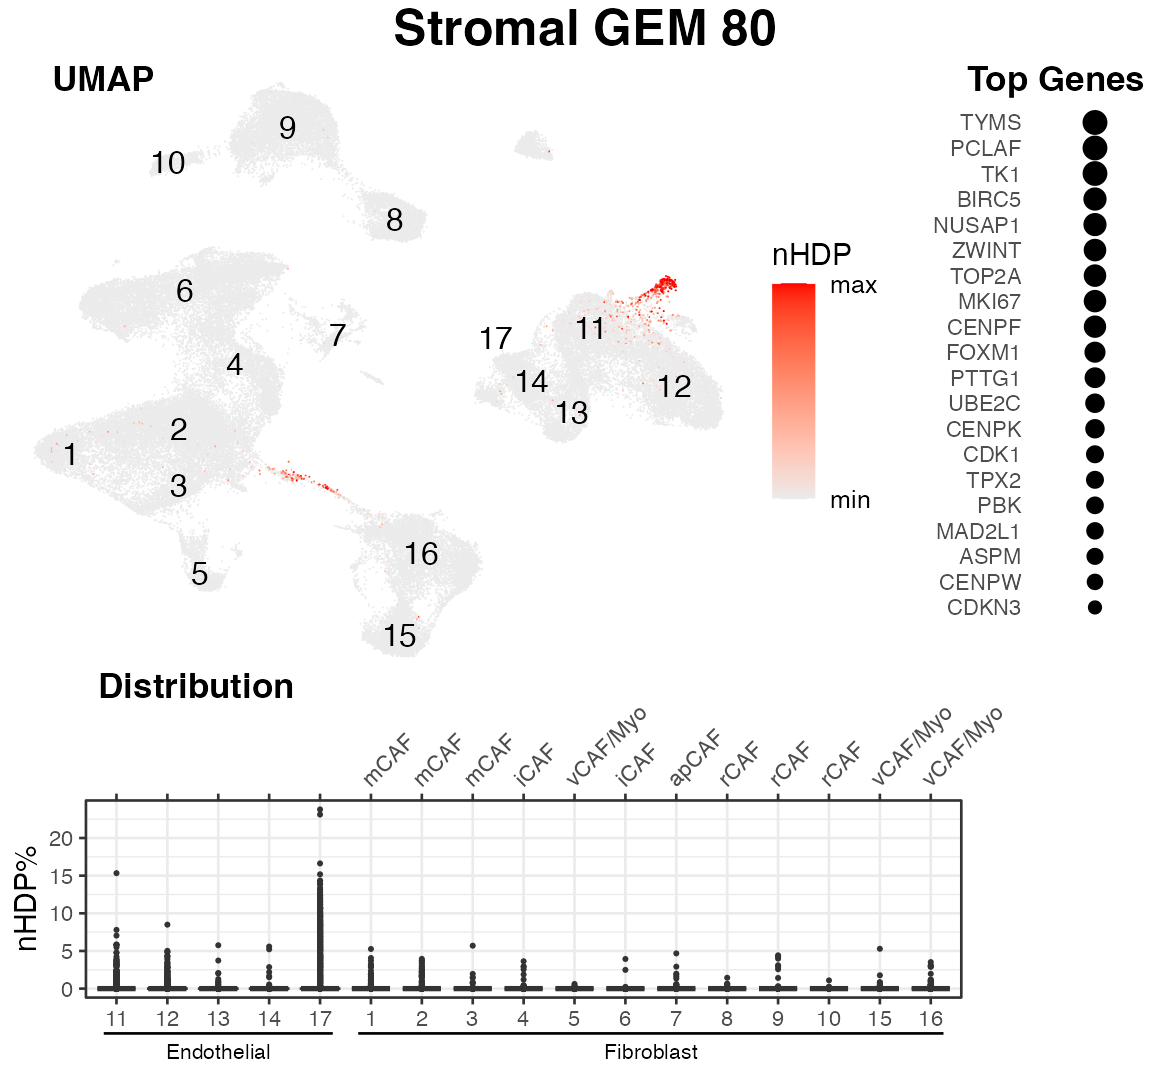 Stromal GEM 80
UMAP
Top Genes
9
10
8
6
7
4
2
1
3
5
16
15
17
11
14
12
13
nHDP
max
min
TYMS
PCLAF
TK1
BIRC5
NUSAP1
ZWINT
TOP2A
MKI67
CENPF
FOXM1
PTTG1
UBE2C
CENPK
CDK1
TPX2
PBK
MAD2L1
ASPM
CENPW
CDKN3
Distribution
mCAF
mCAF
mCAF
iCAF
vCAF/Myo
iCAF
apCAF
rCAF
rCAF
rCAF
vCAF/Myo
vCAF/Myo
nHDP%
20
15
10
5
0
11 12 13 14 17 1 2 3 4 5 6 7 8 9 10 15 16
Endothelial Fibroblast